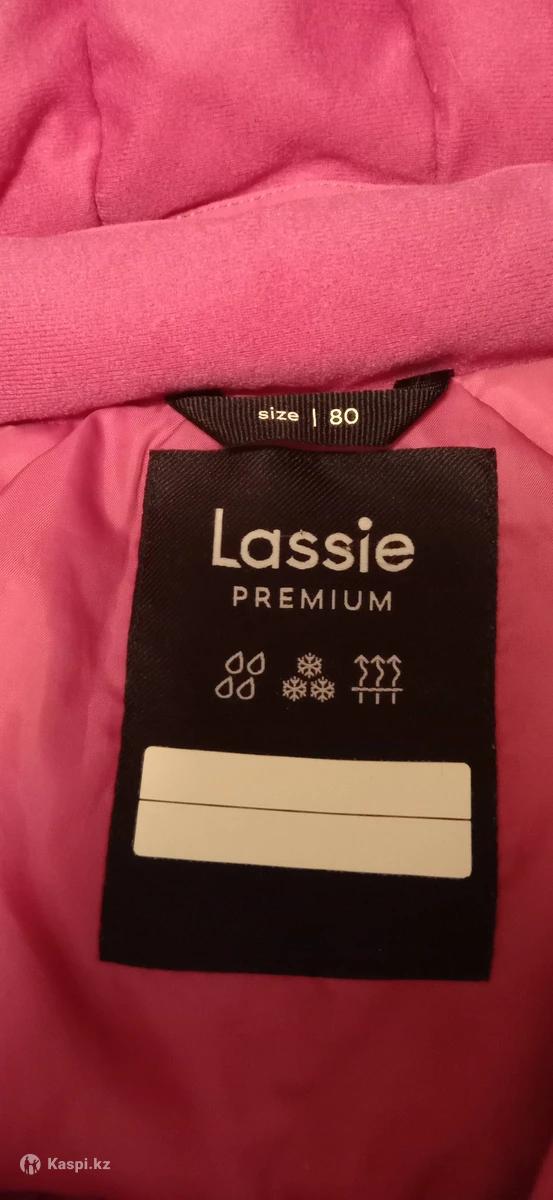 size | 80
Lassie
PREMIUM
Kaspi.kz